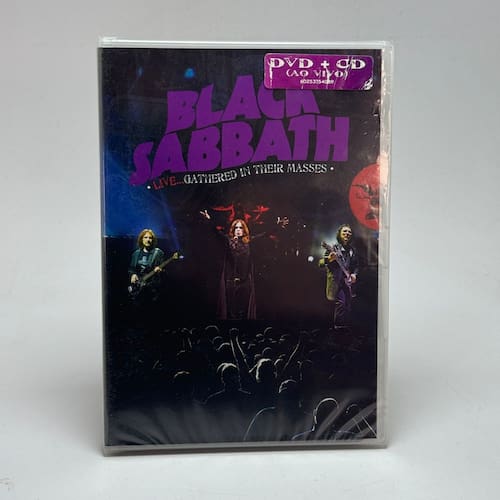 DVD + CD
(AO VIVO)
BLACK
SABBATH
• LIVE...GATHERED IN THEIR MASSES •